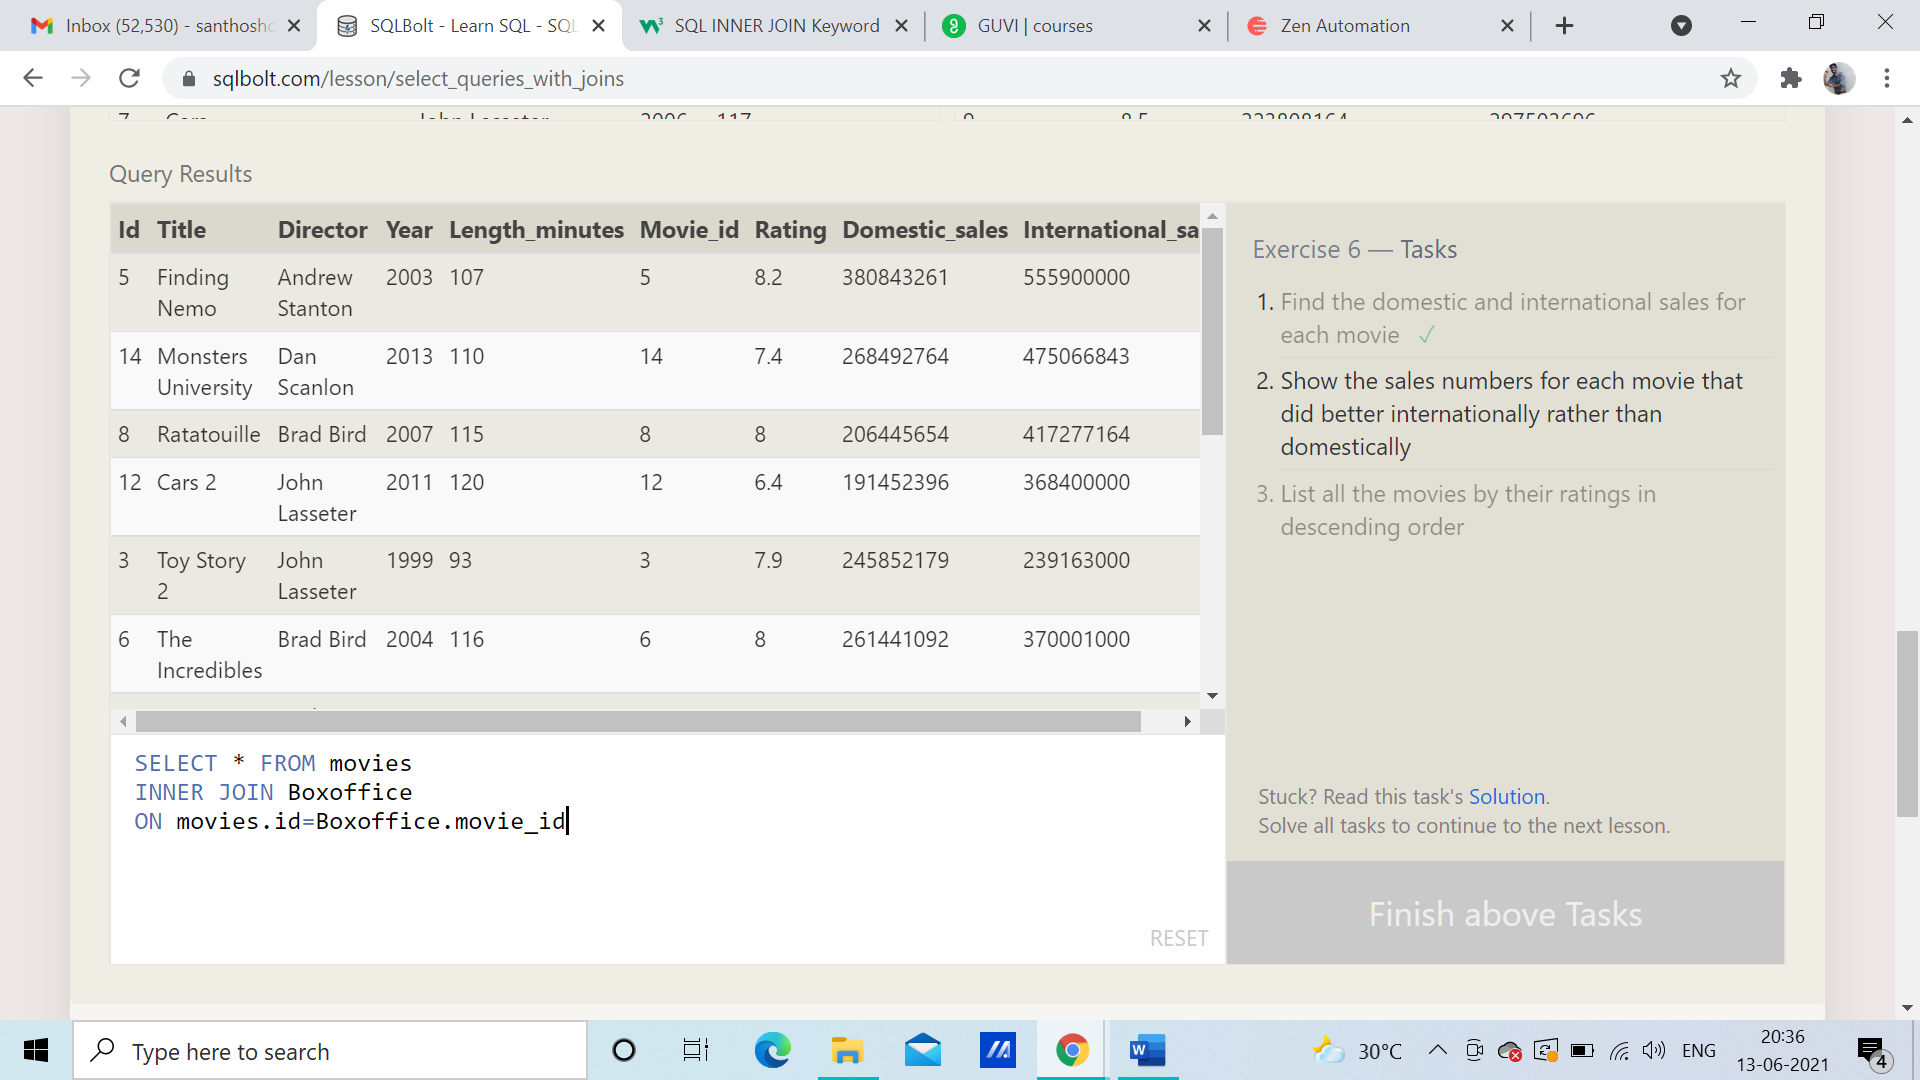 Inbox (52,530) - santhosh
SQLBolt - Learn SQL - SQL
SQL INNER JOIN Keyword
GUVI | courses
Zen Automation
sqlbolt.com/lesson/select_queries_with_joins
Query Results
Id Title Director Year Length_minutes Movie_id Rating Domestic_sales International_sa
5 Finding Nemo Andrew Stanton 2003 107 5 8.2 380843261 555900000
14 Monsters University Dan Scanlon 2013 110 14 7.4 268492764 475066843
8 Ratatouille Brad Bird 2007 115 8 8 206445654 417277164
12 Cars 2 John Lasseter 2011 120 12 6.4 191452396 368400000
3 Toy Story 2 John Lasseter 1999 93 3 7.9 245852179 239163000
6 The Incredibles Brad Bird 2004 116 6 8 261441092 370001000
SELECT * FROM movies
INNER JOIN Boxoffice
ON movies.id=Boxoffice.movie_id
RESET
Exercise 6 — Tasks
1. Find the domestic and international sales for
each movie ✓
2. Show the sales numbers for each movie that
did better internationally rather than
domestically
3. List all the movies by their ratings in
descending order
Stuck? Read this task's Solution.
Solve all tasks to continue to the next lesson.
Finish above Tasks
Type here to search
30°C
ENG
20:36
13-06-2021
4